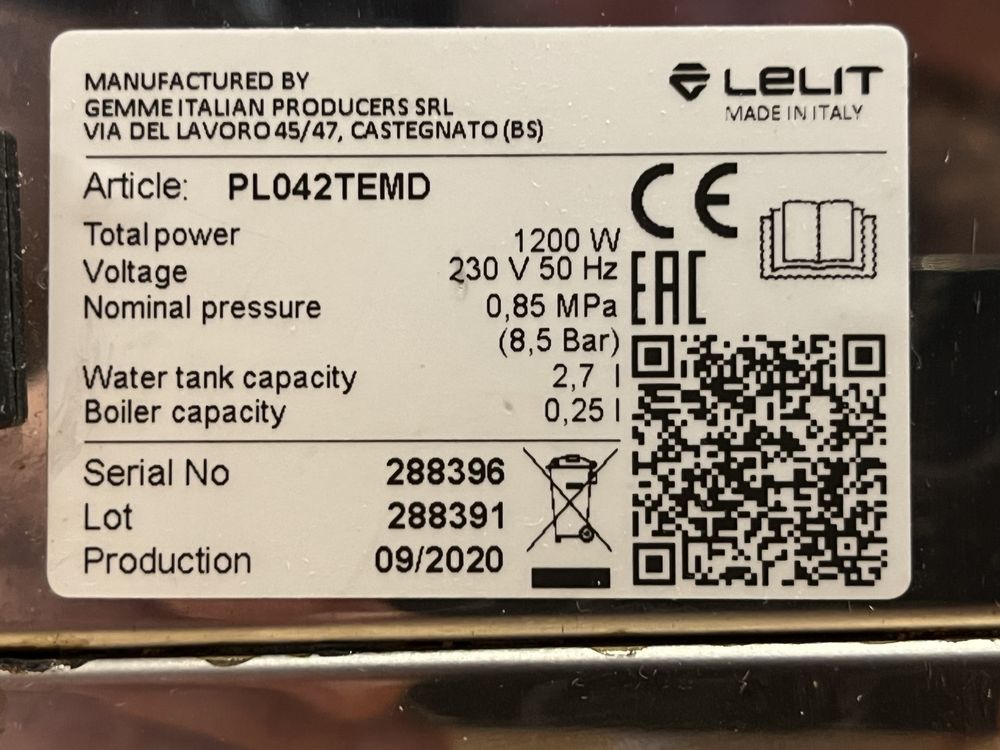 MANUFACTURED BY
GEMME ITALIAN PRODUCERS SRL
VIA DEL LAVORO 45/47, CASTEGNATO (BS)
LELIT
MADE IN ITALY
Article: PL042TEMD
Total power 1200 W
Voltage 230 V 50 Hz
Nominal pressure 0,85 MPa
(8,5 Bar)
Water tank capacity 2,7 l
Boiler capacity 0,25 l
CE
EAC
Serial No 288396
Lot 288391
Production 09/2020